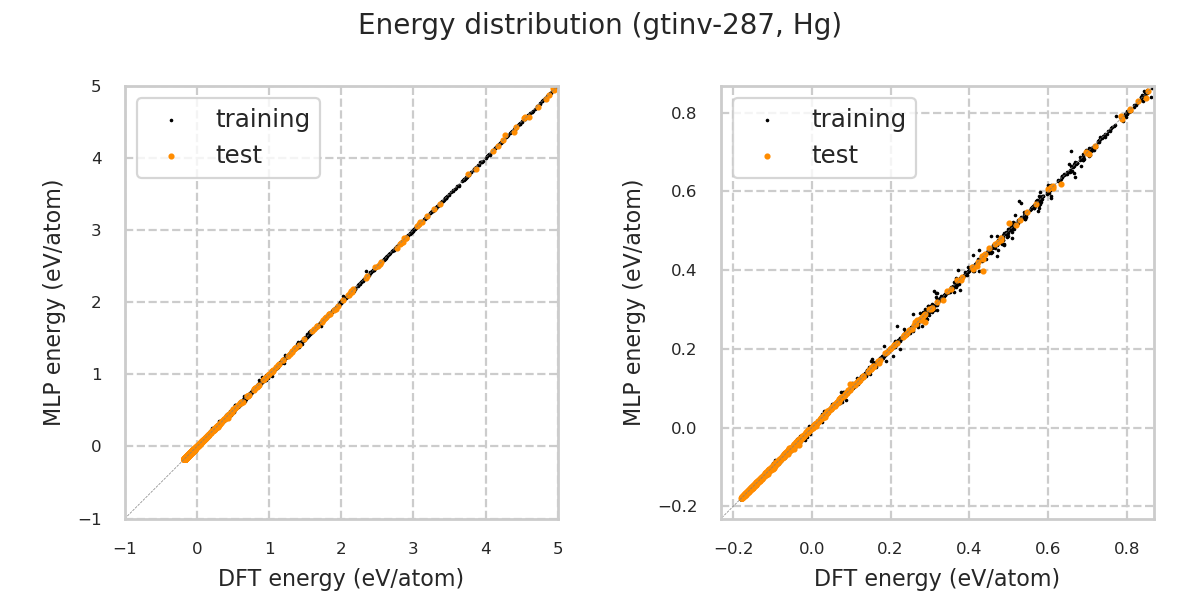 Energy distribution (gtinv-287, Hg)
training
test
MLP energy (eV/atom)
5
4
3
2
1
0
−1
−1 0 1 2 3 4 5
DFT energy (eV/atom)
training
test
MLP energy (eV/atom)
0.8
0.6
0.4
0.2
0.0
−0.2
−0.2 0.0 0.2 0.4 0.6 0.8
DFT energy (eV/atom)